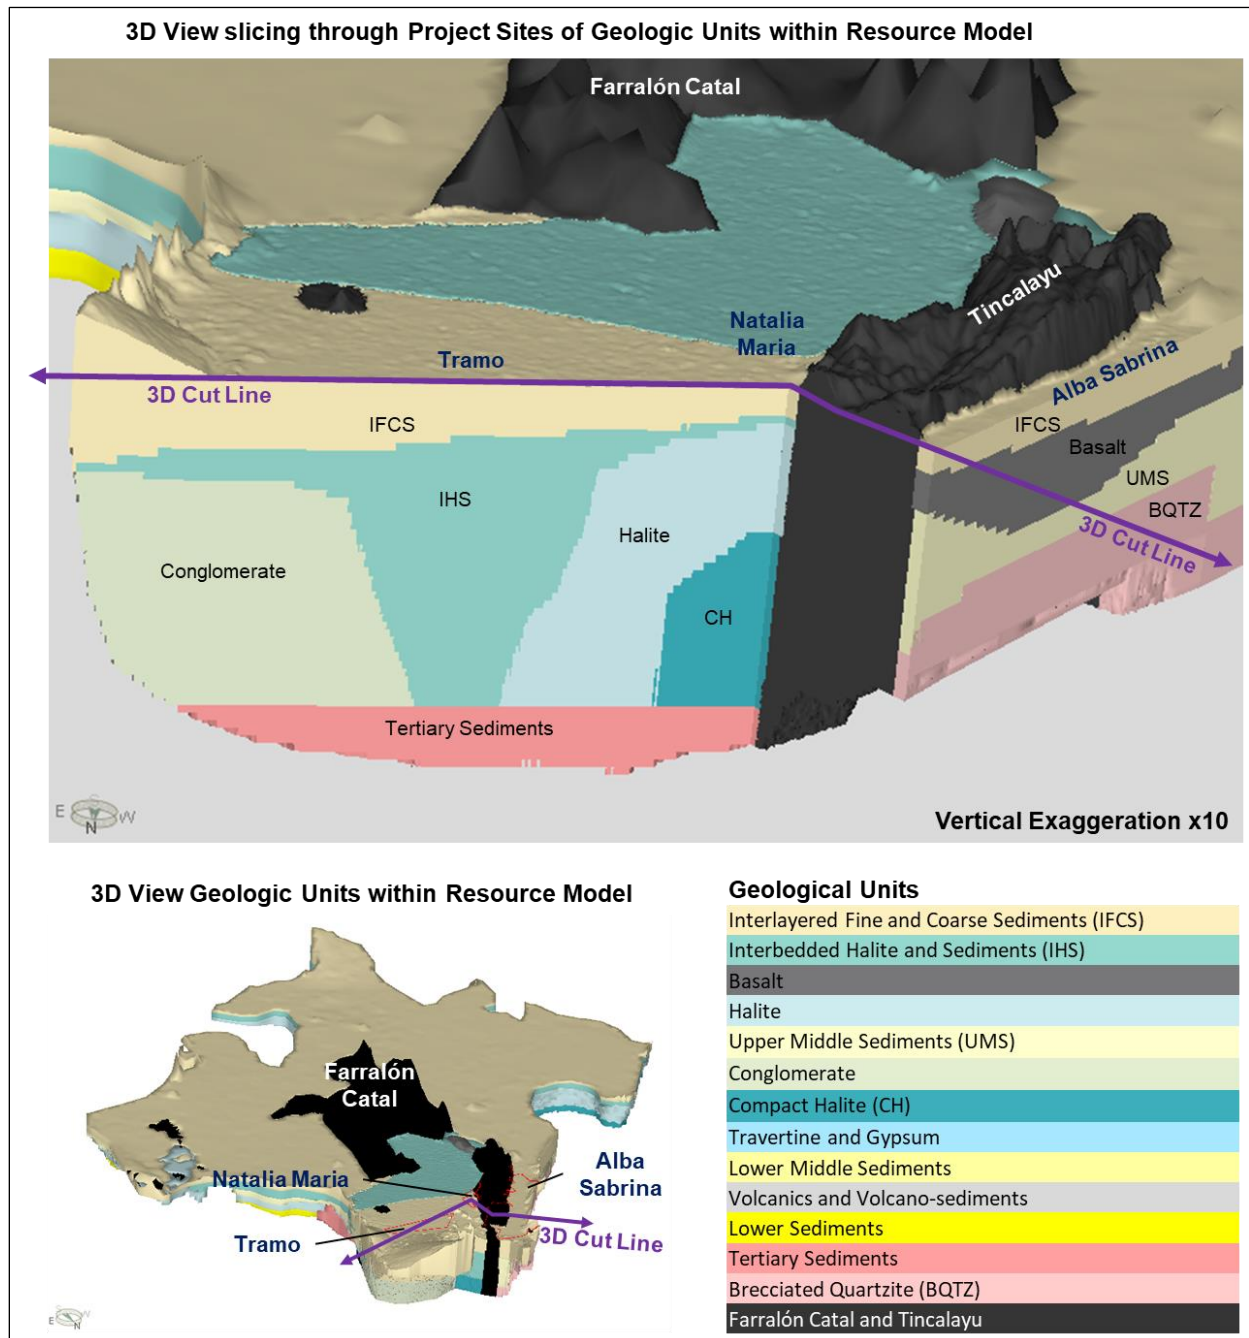 3D View slicing through Project Sites of Geologic Units within Resource Model
Farralón Catal
Tincalayu
Natalia
Maria
Tramo
Alba Sabrina
3D Cut Line
IFCS
IFCS
Basalt
UMS
BQTZ
3D Cut Line
IHS
Halite
Conglomerate
CH
Tertiary Sediments
E S W
N
Vertical Exaggeration x10
3D View Geologic Units within Resource Model
Farralón
Catal
Natalia Maria
Alba
Sabrina
Tramo
3D Cut Line
E S W
N
Geological Units
Interlayered Fine and Coarse Sediments (IFCS)
Interbedded Halite and Sediments (IHS)
Basalt
Halite
Upper Middle Sediments (UMS)
Conglomerate
Compact Halite (CH)
Travertine and Gypsum
Lower Middle Sediments
Volcanics and Volcano-sediments
Lower Sediments
Tertiary Sediments
Brecciated Quartzite (BQTZ)
Farralón Catal and Tincalayu